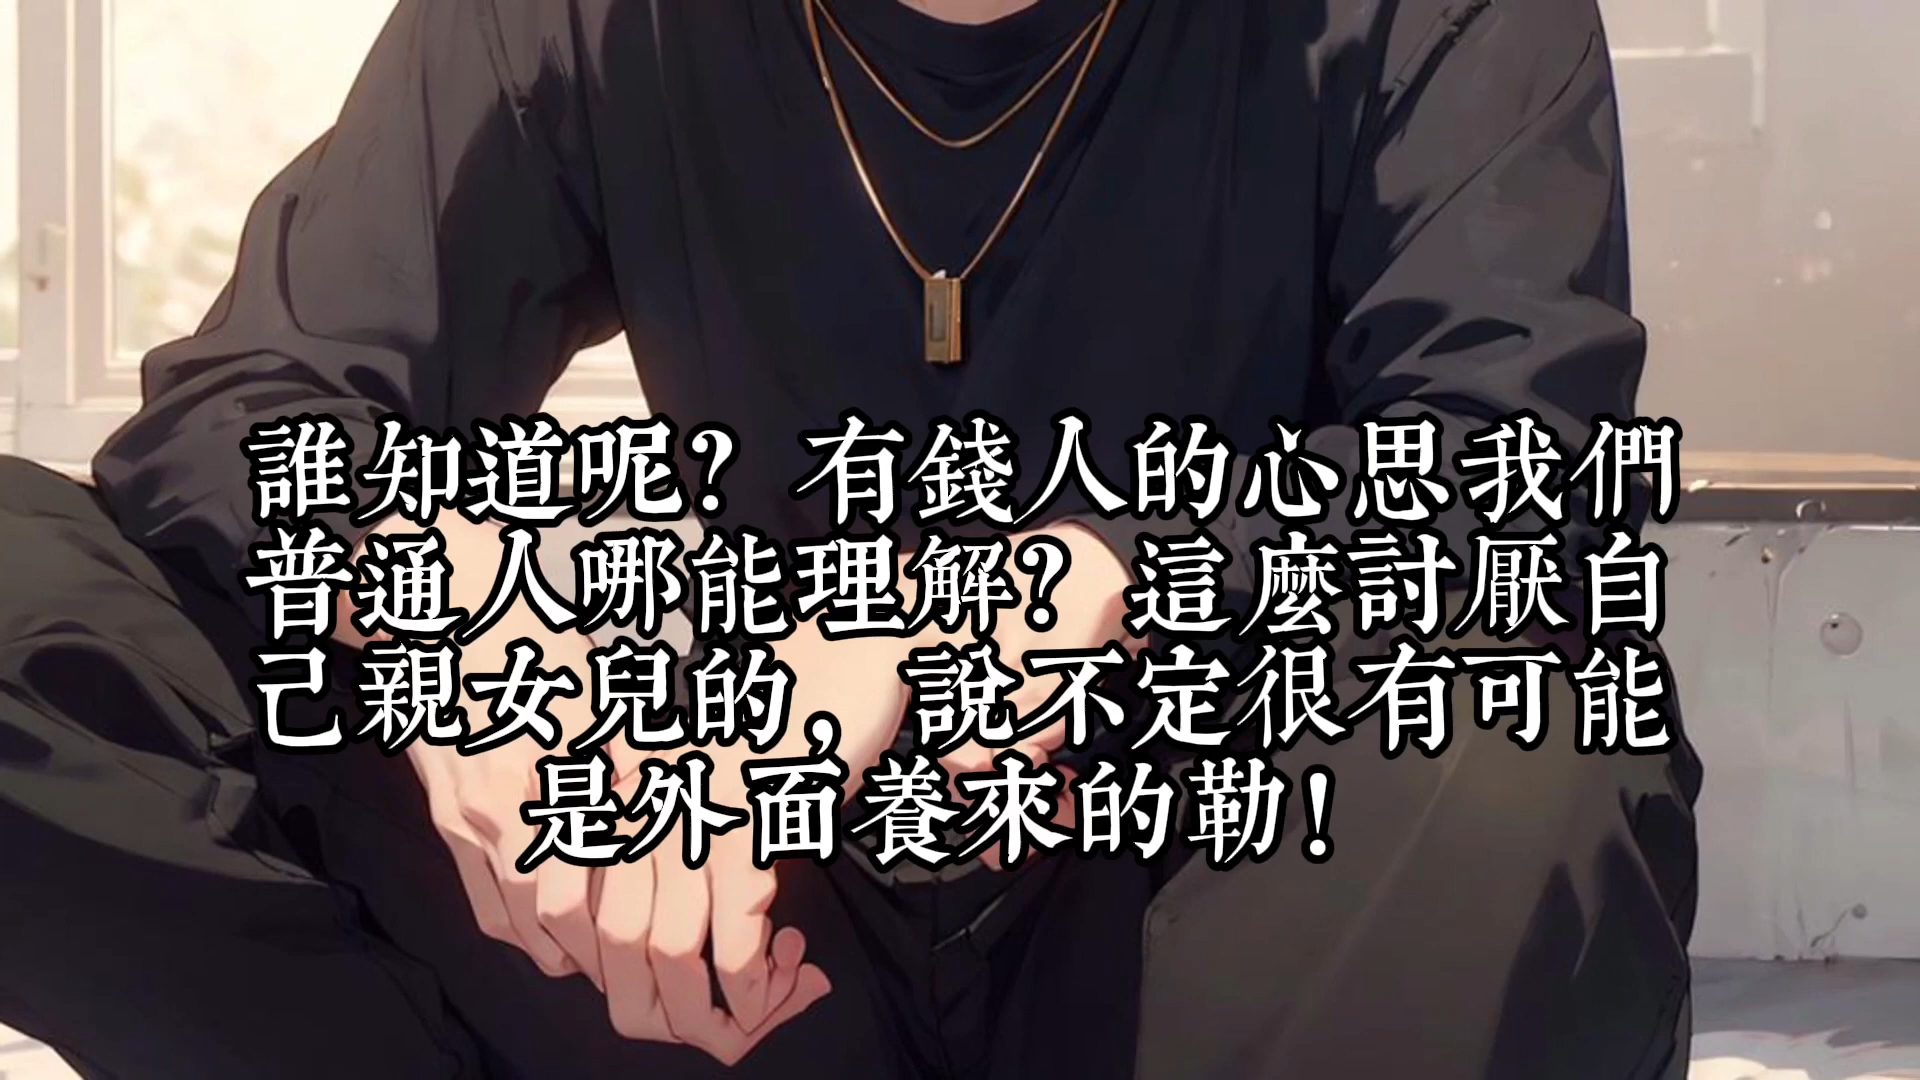 誰知道呢？有錢人的心思我們
普通人哪能理解？這麼討厭自
己親女兒的，說不定很有可能
是外面養來的勒！